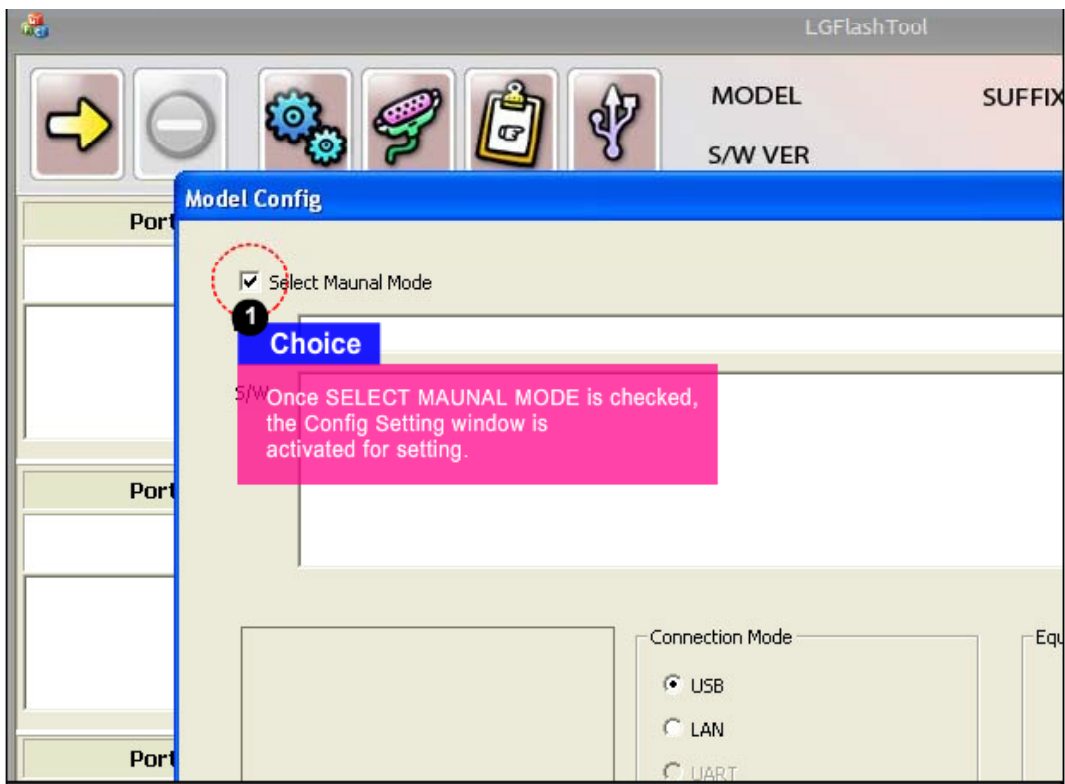 LGFlashTool
MODEL SUFFIX
S/W VER
Model Config
Port
Select Maunal Mode
1
Choice
S/W
Once SELECT MAUNAL MODE is checked,
the Config Setting window is
activated for setting.
Port
Connection Mode
USB
LAN
UART
Port